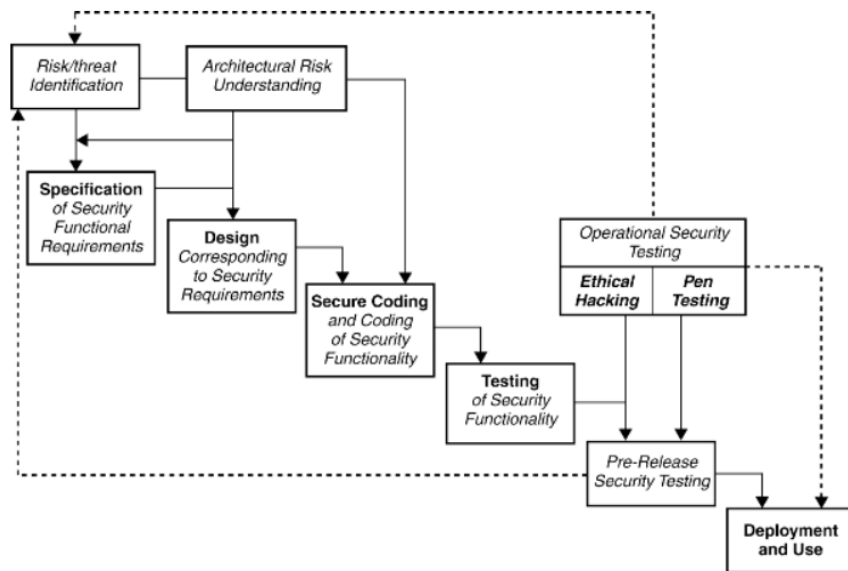 Risk/threat
Identification
Architectural Risk
Understanding
Specification
of Security
Functional
Requirements
Design
Corresponding
to Security
Requirements
Operational Security
Testing
Ethical
Hacking
Pen
Testing
Secure Coding
and Coding
of Security
Functionality
Testing
of Security
Functionality
Pre-Release
Security Testing
Deployment
and Use